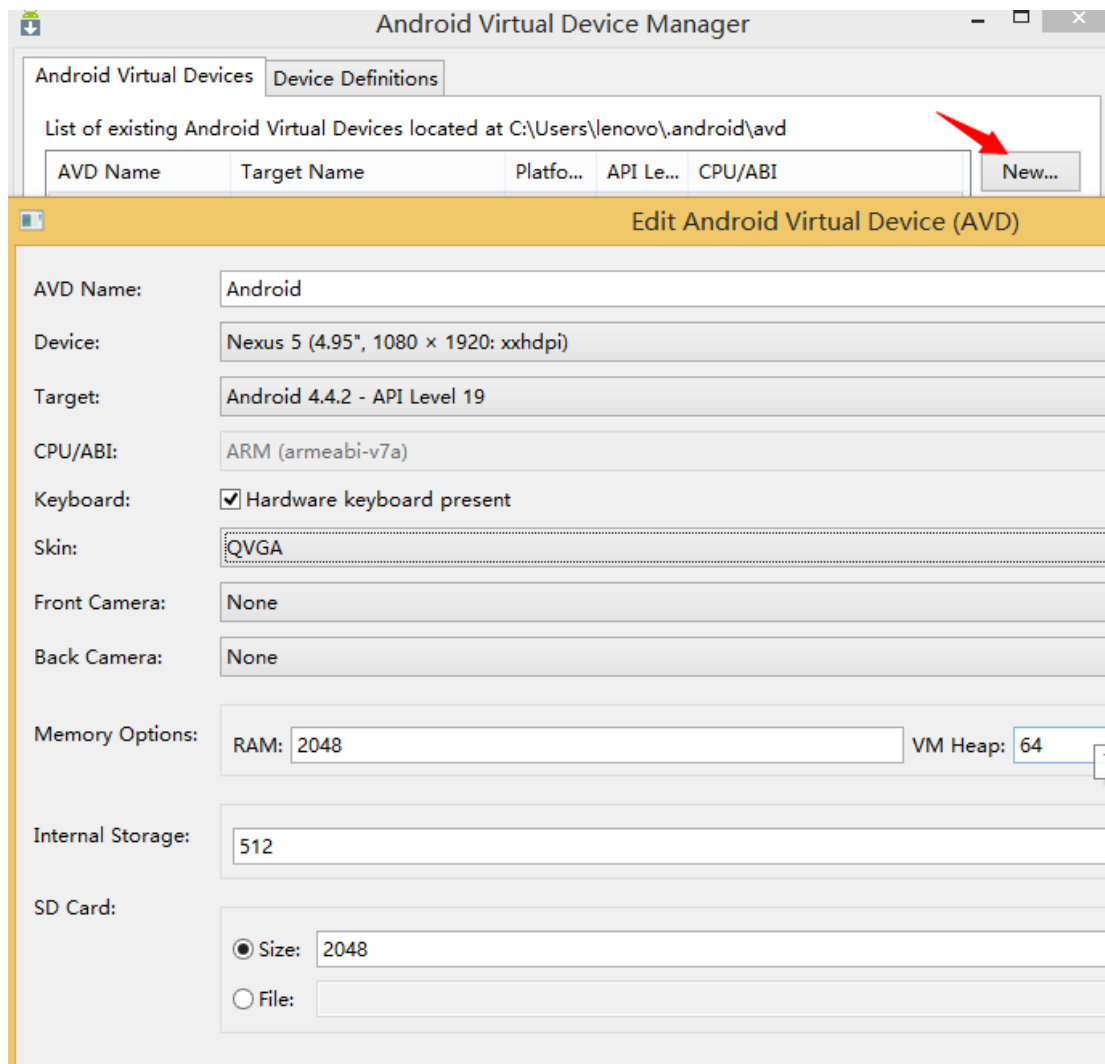 Android Virtual Device Manager
Android Virtual Devices Device Definitions
List of existing Android Virtual Devices located at C:\Users\lenovo\.android\avd
AVD Name Target Name Platfo... API Le... CPU/ABI New...
Edit Android Virtual Device (AVD)
AVD Name: Android
Device: Nexus 5 (4.95", 1080 × 1920: xxhdpi)
Target: Android 4.4.2 - API Level 19
CPU/ABI: ARM (armeabi-v7a)
Keyboard: Hardware keyboard present
Skin: QVGA
Front Camera: None
Back Camera: None
Memory Options: RAM: 2048 VM Heap: 64
Internal Storage: 512
SD Card:
Size: 2048
File: